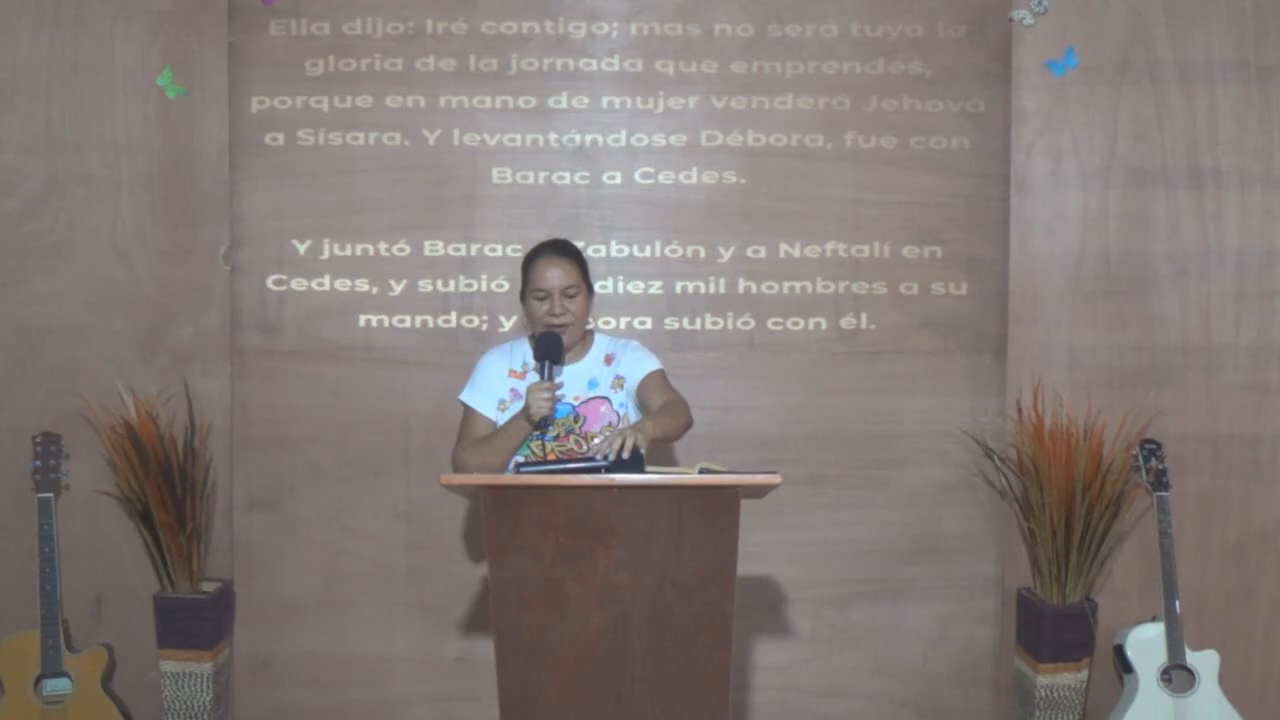 Ella dijo: Iré contigo; mas no será tuya la
gloria de la jornada que emprendes,
porque en mano de mujer venderá Jehová
a Sísara. Y levantándose Débora, fue con
Barac a Cedes.
Y juntó Barac Zabulón y a Neftalí en
Cedes, y subió diez mil hombres a su
mando; y subió con él.